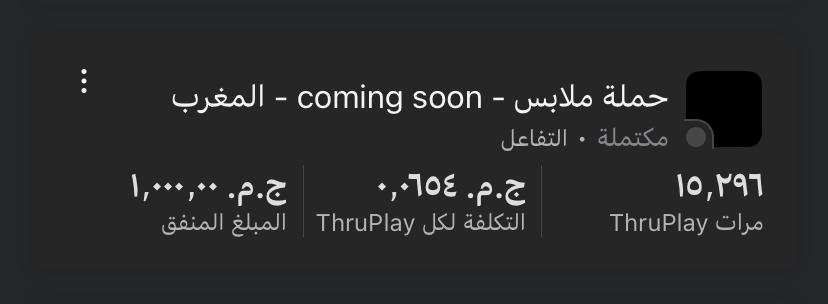 حملة ملابس - coming soon - المغرب
مكتملة • التفاعل
١٥,٢٩٦ ج.م. ٠,٠٦٥٤ ج.م. ١,٠٠٠,٠٠
مرات ThruPlay التكلفة لكل ThruPlay المبلغ المنفق